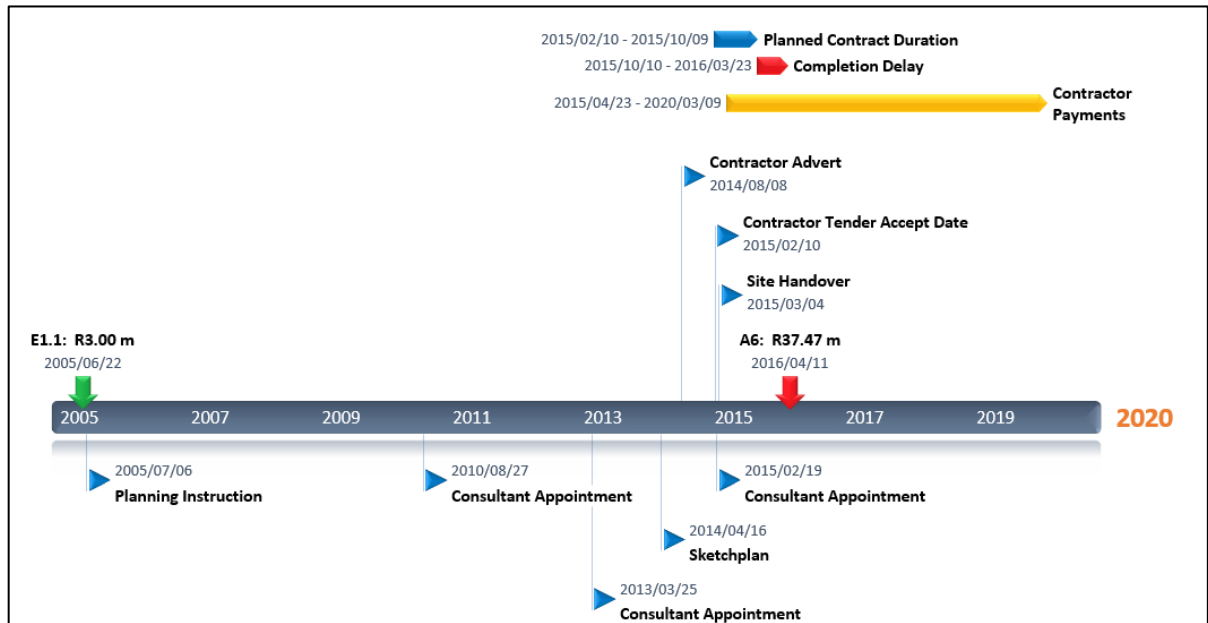 2015/02/10 - 2015/10/09 Planned Contract Duration
2015/10/10 - 2016/03/23 Completion Delay
2015/04/23 - 2020/03/09 Contractor
Payments
Contractor Advert
2014/08/08
Contractor Tender Accept Date
2015/02/10
Site Handover
2015/03/04
E1.1: R3.00 m
2005/06/22
A6: R37.47 m
2016/04/11
2005 2007 2009 2011 2013 2015 2017 2019 2020
2005/07/06
Planning Instruction
2010/08/27
Consultant Appointment
2015/02/19
Consultant Appointment
2014/04/16
Sketchplan
2013/03/25
Consultant Appointment